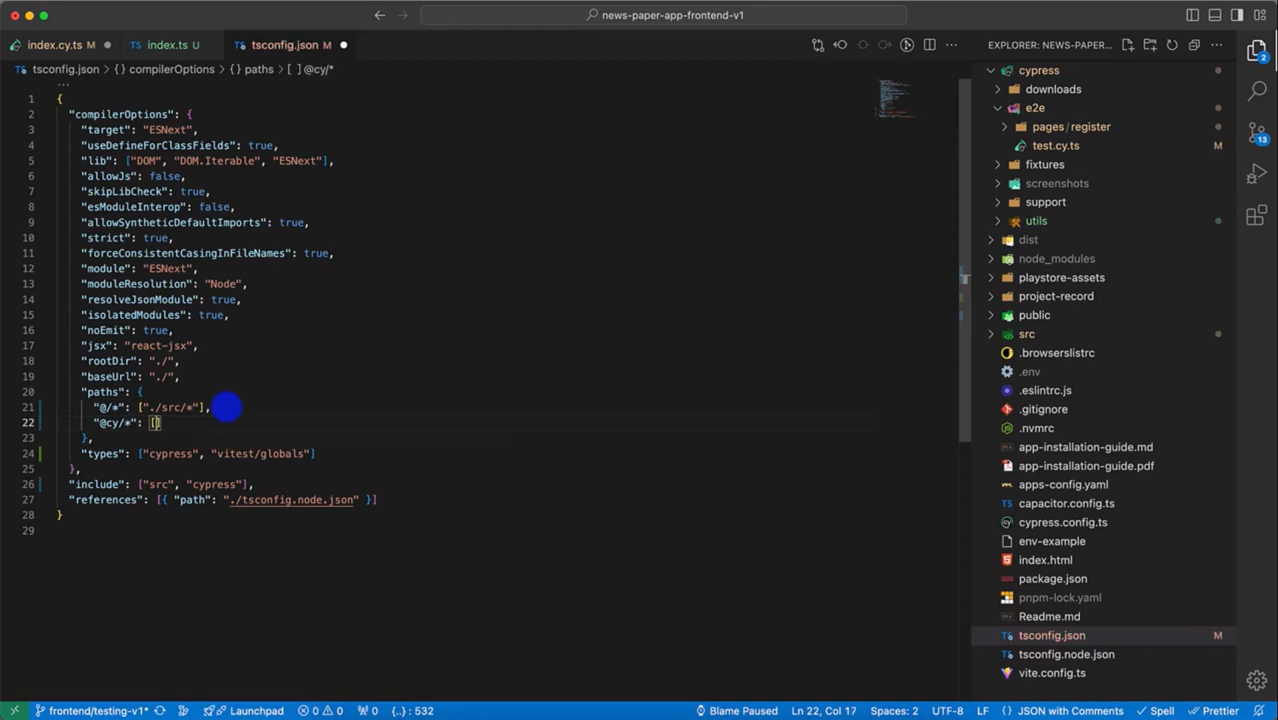 news-paper-app-frontend-v1
index.cy.ts M
TS index.ts U
TS tsconfig.json M
EXPLORER: NEWS-PAPER...
TS tsconfig.json > {} compilerOptions > {} paths > [ ] @cy/*
...
1 {
2 "compilerOptions": {
3 "target": "ESNext",
4 "useDefineForClassFields": true,
5 "lib": ["DOM", "DOM.Iterable", "ESNext"],
6 "allowJs": false,
7 "skipLibCheck": true,
8 "esModuleInterop": false,
9 "allowSyntheticDefaultImports": true,
10 "strict": true,
11 "forceConsistentCasingInFileNames": true,
12 "module": "ESNext",
13 "moduleResolution": "Node",
14 "resolveJsonModule": true,
15 "isolatedModules": true,
16 "noEmit": true,
17 "jsx": "react-jsx",
18 "rootDir": "./",
19 "baseUrl": "./",
20 "paths": {
21 "@/*": ["./src/*"],
22 "@cy/*": []
23 },
24 "types": ["cypress", "vitest/globals"]
25 },
26 "include": ["src", "cypress"],
27 "references": [{ "path": "./tsconfig.node.json" }]
28 }
29
cypress
downloads
e2e
pages/register
test.cy.ts M
fixtures
screenshots
support
utils
dist
node_modules
playstore-assets
project-record
public
src
.browserslistrc
.env
.eslintrc.js
.gitignore
.nvmrc
app-installation-guide.md
app-installation-guide.pdf
apps-config.yaml
TS capacitor.config.ts
cypress.config.ts
env-example
index.html
package.json
pnpm-lock.yaml
Readme.md
TS tsconfig.json M
TS tsconfig.node.json
vite.config.ts
2
13
frontend/testing-v1* Launchpad 0 0 0 {..} : 532
Blame Paused Ln 22, Col 17 Spaces: 2 UTF-8 LF {} JSON with Comments Spell Prettier